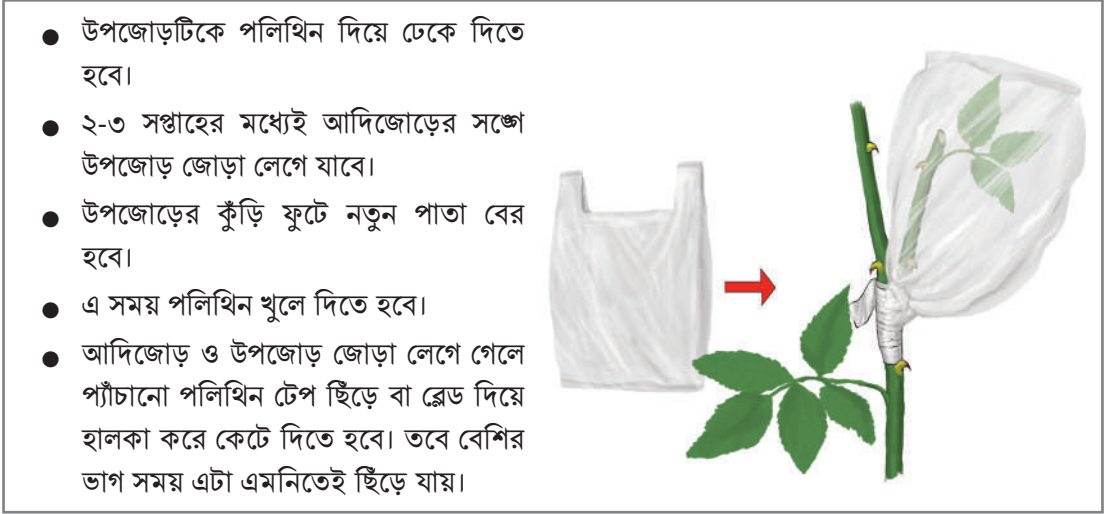 ● উপজোড়টিকে পলিথিন দিয়ে ঢেকে দিতে
হবে।
● ২-৩ সপ্তাহের মধ্যেই আদিজোড়ের সঙ্গে
উপজোড় জোড়া লেগে যাবে।
● উপজোড়ের কুঁড়ি ফুটে নতুন পাতা বের
হবে।
● এ সময় পলিথিন খুলে দিতে হবে।
● আদিজোড় ও উপজোড় জোড়া লেগে গেলে
প্যাঁচানো পলিথিন টেপ ছিঁড়ে বা ব্লেড দিয়ে
হালকা করে কেটে দিতে হবে। তবে বেশির
ভাগ সময় এটা এমনিতেই ছিঁড়ে যায়।